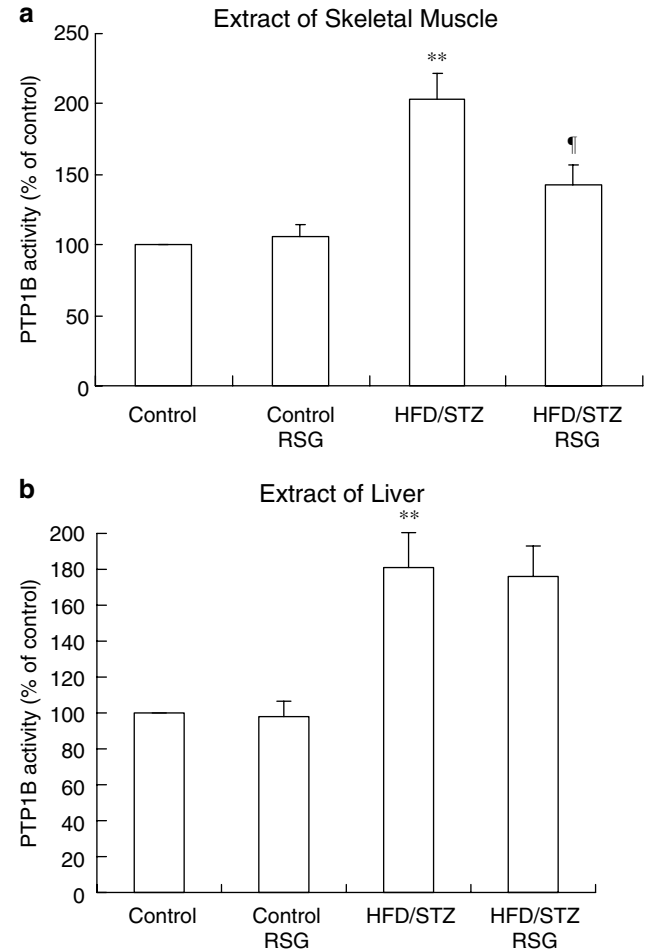 a
Extract of Skeletal Muscle
PTP1B activity (% of control)
250
200
150
100
50
0
**
¶
Control
Control
RSG
HFD/STZ
HFD/STZ
RSG
b
Extract of Liver
PTP1B activity (% of control)
200
180
160
140
120
100
80
60
40
20
0
**
Control
Control
RSG
HFD/STZ
HFD/STZ
RSG